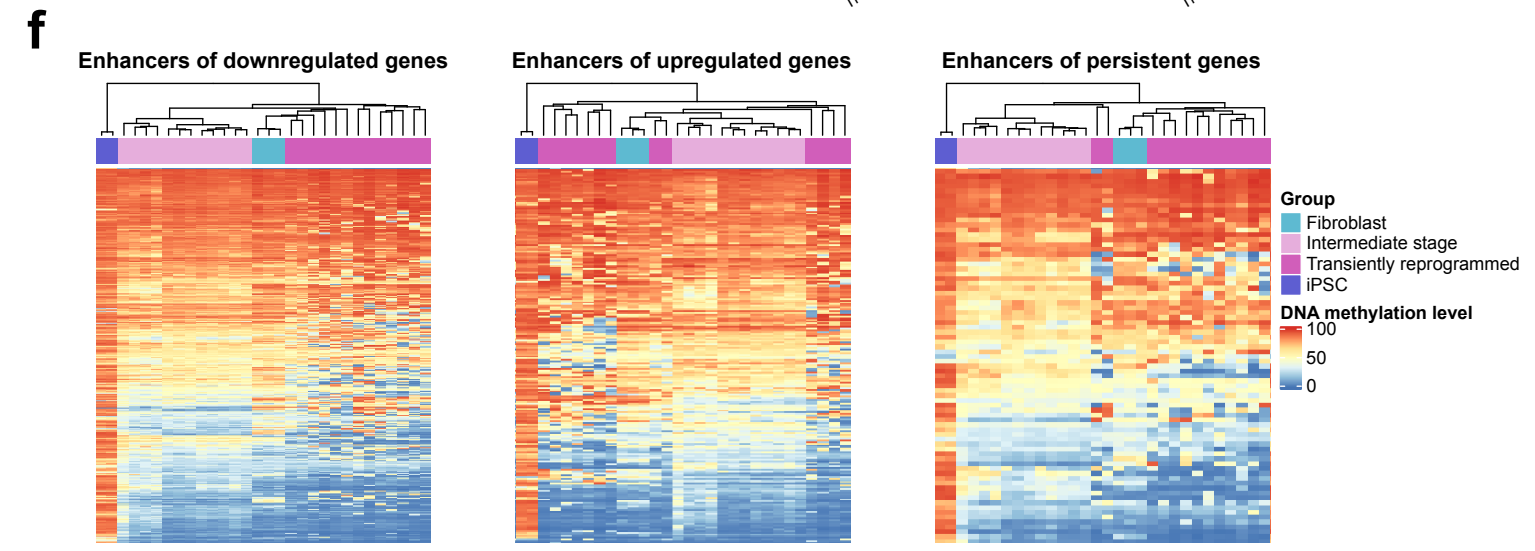 f
Enhancers of downregulated genes
Enhancers of upregulated genes
Enhancers of persistent genes
Group
Fibroblast
Intermediate stage
Transiently reprogrammed
iPSC
DNA methylation level
100
50
0